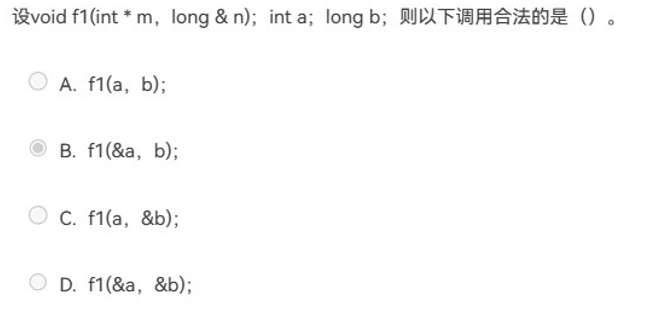 设void f1(int * m，long & n)；int a；long b；则以下调用合法的是（）。
A. f1(a，b);
B. f1(&a，b);
C. f1(a，&b);
D. f1(&a，&b);